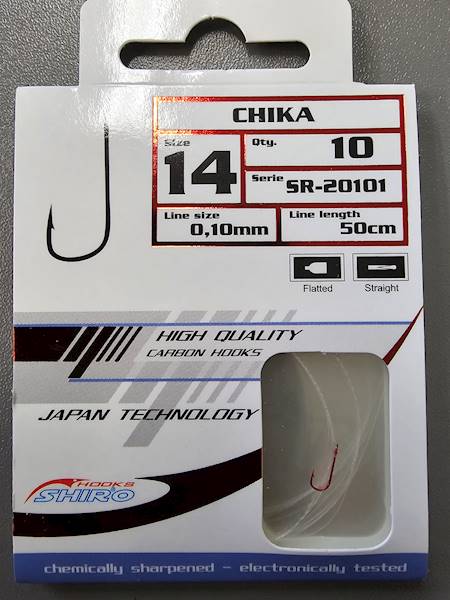 CHIKA
Size
14
Qty.
10
Serie
SR-20101
Line size
0,10mm
Line length
50cm
Flatted
Straight
HIGH QUALITY
CARBON HOOKS
JAPAN TECHNOLOGY
HOOKS
SHIRO
chemically sharpened - electronically tested